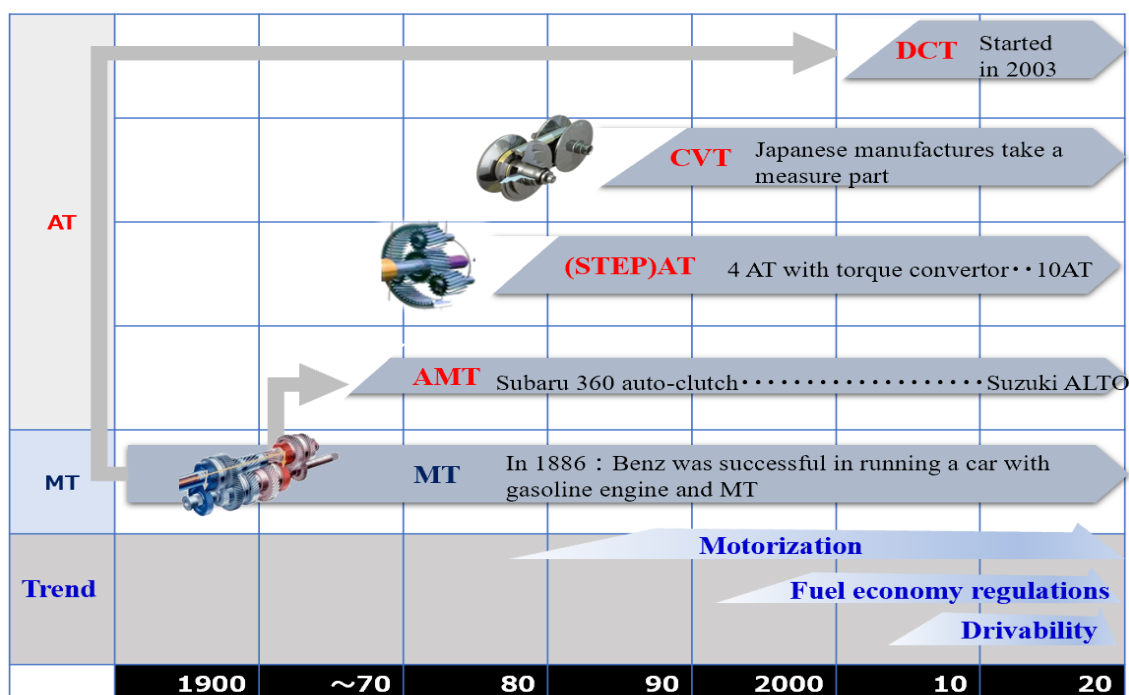 DCT
Started
in 2003
CVT
Japanese manufactures take a
measure part
AT
(STEP)AT
4 AT with torque convertor‥10AT
AMT
Subaru 360 auto-clutch・・・・・・・・・・・・・・・・・・Suzuki ALTO
MT
MT
In 1886：Benz was successful in running a car with
gasoline engine and MT
Trend
Motorization
Fuel economy regulations
Drivability
1900 ～70 80 90 2000 10 20